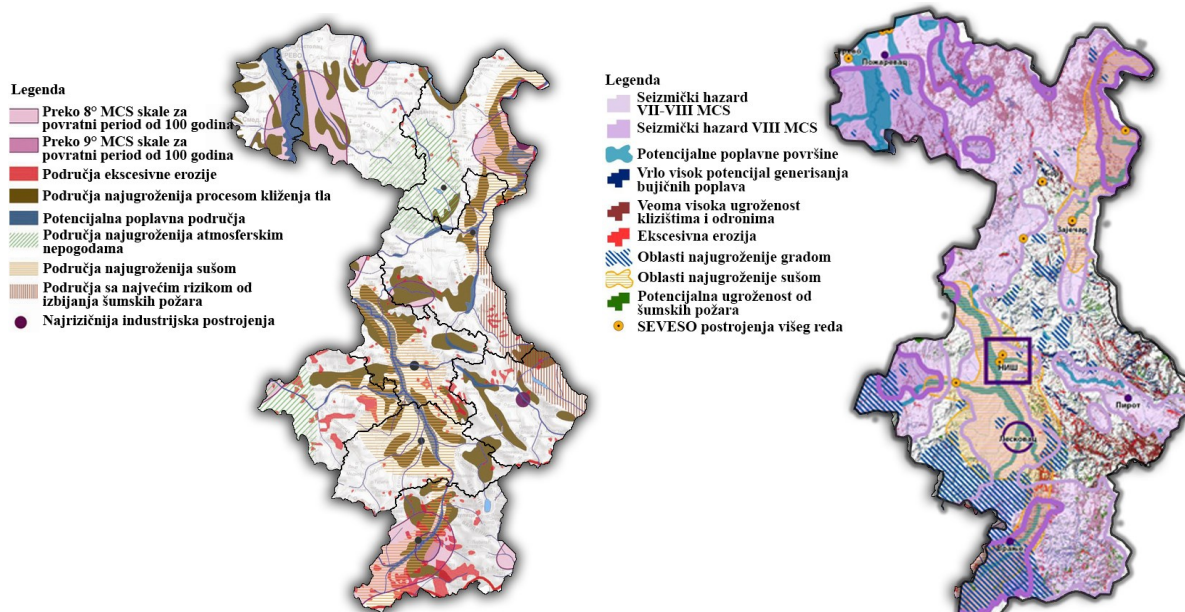 Legenda
Preko 8° MCS skale za
povratni period od 100 godina
Preko 9° MCS skale za
povratni period od 100 godina
Područja ekscesivne erozije
Područja najugroženija procesom kliženja tla
Potencijalna poplavna područja
Područja najugroženija atmosferskim
nepogodama
Područja najugroženija sušom
Područja sa najvećim rizikom od
izbijanja šumskih požara
Najrizičnija industrijska postrojenja
Legenda
Seizmički hazard
VII-VIII MCS
Seizmički hazard VIII MCS
Potencijalne poplavne površine
Vrlo visok potencijal generisanja
bujičnih poplava
Veoma visoka ugroženost
klizištima i odronima
Ekscesivna erozija
Oblasti najugroženije gradom
Oblasti najugroženije sušom
Potencijalna ugroženost od
šumskih požara
SEVESO postrojenja višeg reda
Пожаревац
Зајечар
НИШ
Пирот
Лесковац